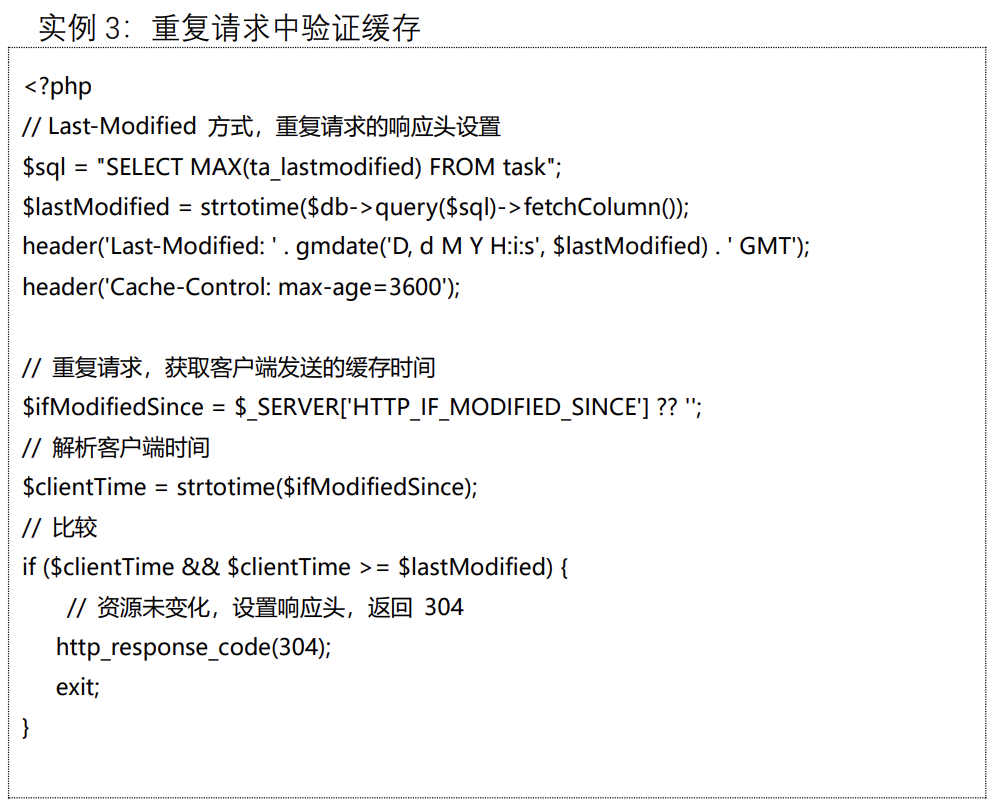 实例 3：重复请求中验证缓存
<?php
// Last-Modified 方式，重复请求的响应头设置
$sql = "SELECT MAX(ta_lastmodified) FROM task";
$lastModified = strtotime($db->query($sql)->fetchColumn());
header('Last-Modified: ' . gmdate('D, d M Y H:i:s', $lastModified) . ' GMT');
header('Cache-Control: max-age=3600');
// 重复请求，获取客户端发送的缓存时间
$ifModifiedSince = $_SERVER['HTTP_IF_MODIFIED_SINCE'] ?? '';
// 解析客户端时间
$clientTime = strtotime($ifModifiedSince);
// 比较
if ($clientTime && $clientTime >= $lastModified) {
// 资源未变化，设置响应头，返回 304
http_response_code(304);
exit;
}